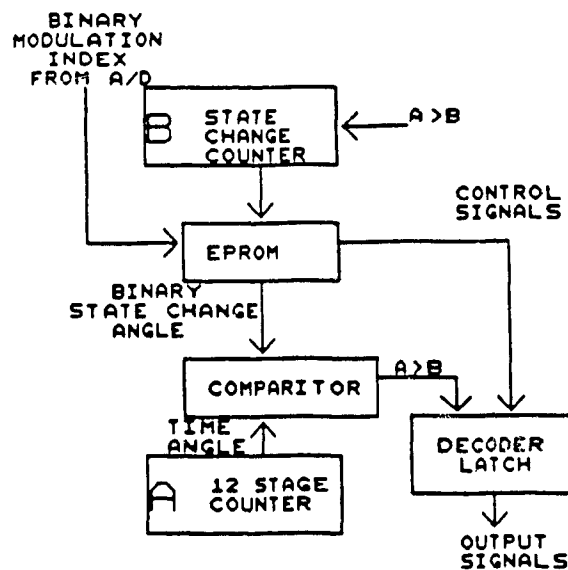 BINARY
MODULATION
INDEX
FROM A/D
B
STATE
CHANGE
COUNTER
A>B
CONTROL
SIGNALS
EPROM
BINARY
STATE CHANGE
ANGLE
COMPARITOR
A>B
TIME
ANGLE
DECODER
LATCH
A
12 STAGE
COUNTER
OUTPUT
SIGNALS